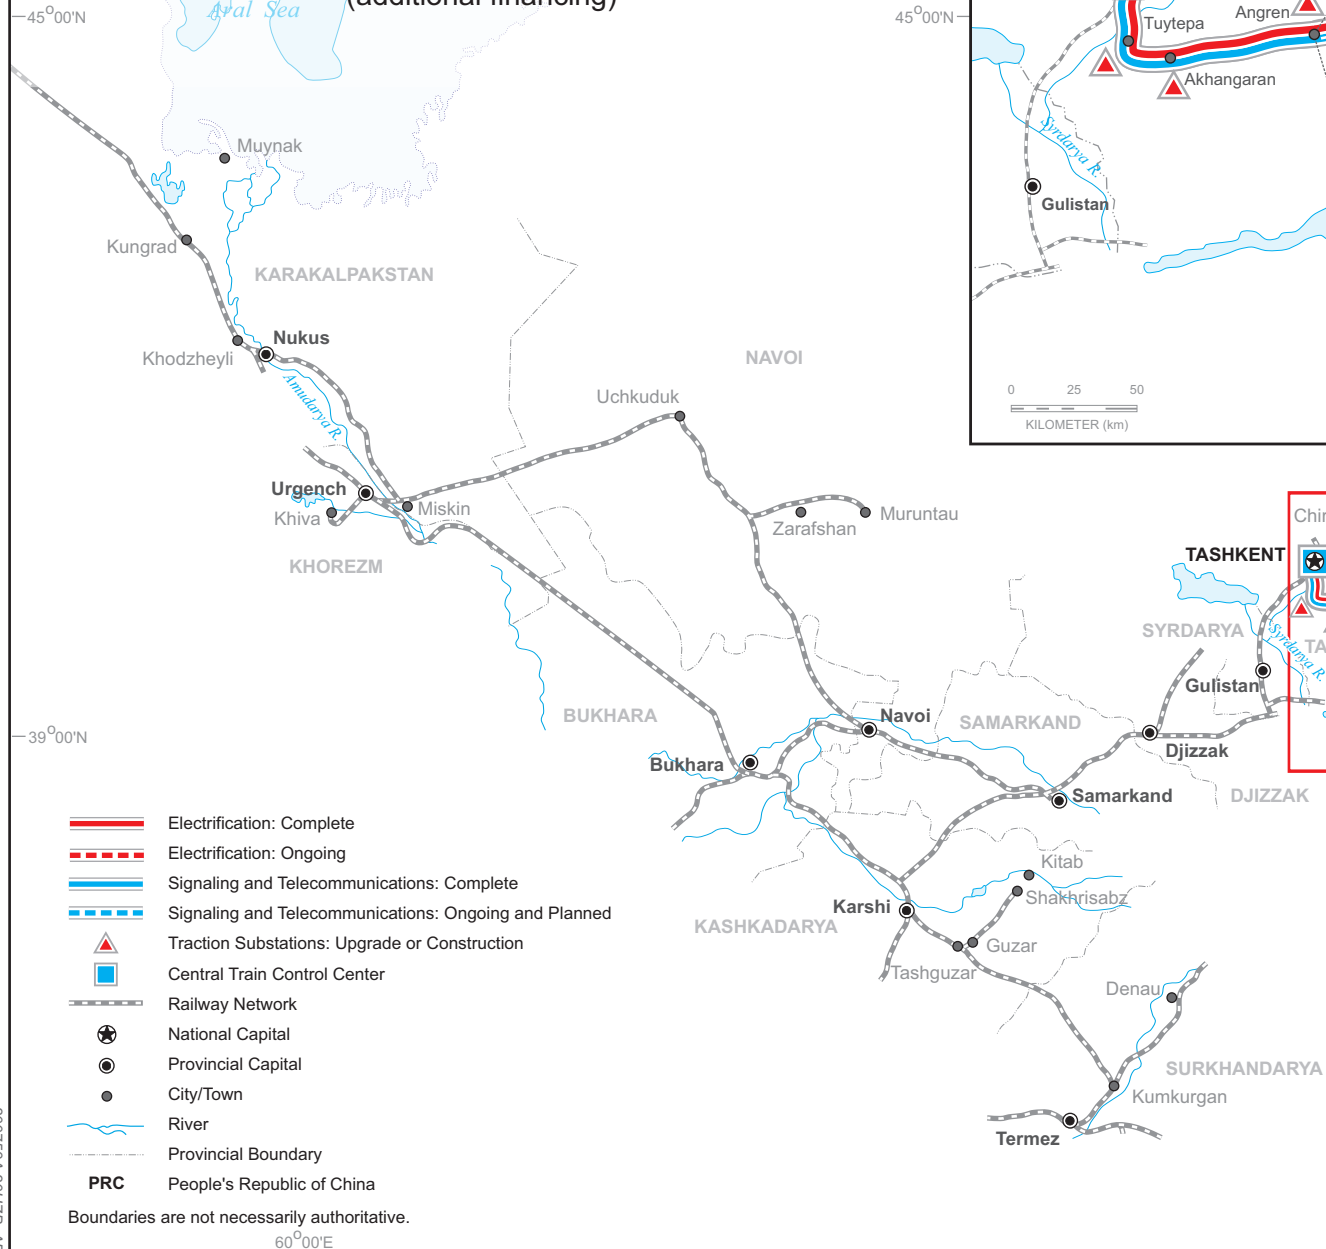 (additional financing)
45°00'N
Aral Sea
45°00'N
Angren
Tuytepa
Akhangaran
Syrdarya R.
Gulistan
0 25 50
KILOMETER (km)
Muynak
Kungrad
KARAKALPAKSTAN
Nukus
Khodzheyli
NAVOI
Amudarya R.
Uchkuduk
Urgench
Khiva
Miskin
Zarafshan
Muruntau
KHOREZM
TASHKENT
SYRDARYA
Syrdarya R.
Gulistan
BUKHARA
Navoi
SAMARKAND
39°00'N
Djizzak
Bukhara
Samarkand
DJIZZAK
Kitab
Shakhrisabz
Karshi
KASHKADARYA
Guzar
Tashguzar
Denau
SURKHANDARYA
Kumkurgan
Termez
Electrification: Complete
Electrification: Ongoing
Signaling and Telecommunications: Complete
Signaling and Telecommunications: Ongoing and Planned
Traction Substations: Upgrade or Construction
Central Train Control Center
Railway Network
National Capital
Provincial Capital
City/Town
River
Provincial Boundary
PRC People's Republic of China
Boundaries are not necessarily authoritative.
60°00'E